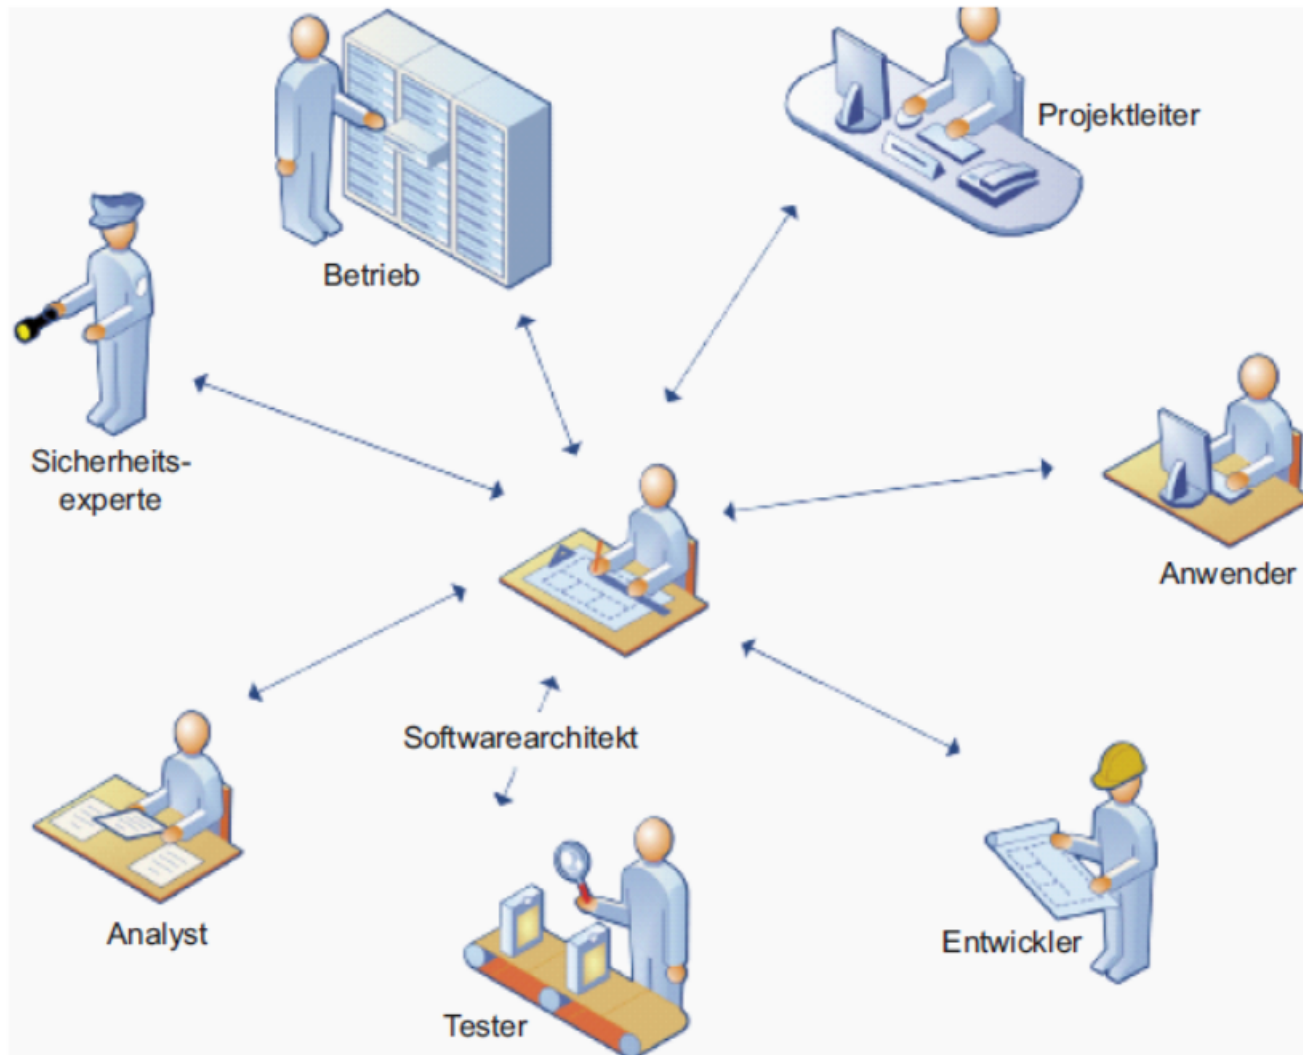 Projektleiter
Betrieb
Sicherheits-
experte
Anwender
Softwarearchitekt
Analyst
Entwickler
Tester